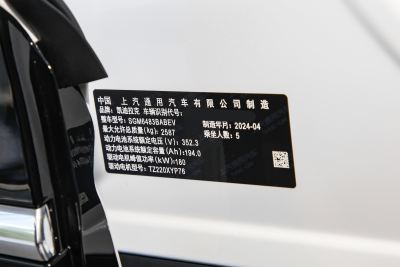 中国 上汽通用汽车有限公司制造
品牌：凯迪拉克 车辆识别代号：
整车型号：SGM6483BABEV 制造年月：2024-04
最大允许总质量(kg)：2587 乘坐人数：5
动力电池系统额定电压(V)：352.3
动力电池系统额定容量(Ah)：194.0
驱动电机峰值功率(kW)：180
驱动电机型号：TZ220XYP76